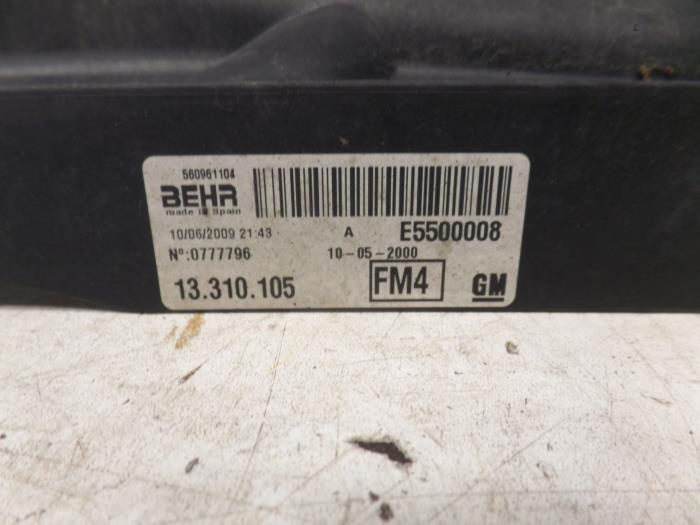 560961104
BEHR
made in Spain
10/06/2009 21:43 A E5500008
Nº:0777796 10-05-2000
13.310.105 FM4 GM